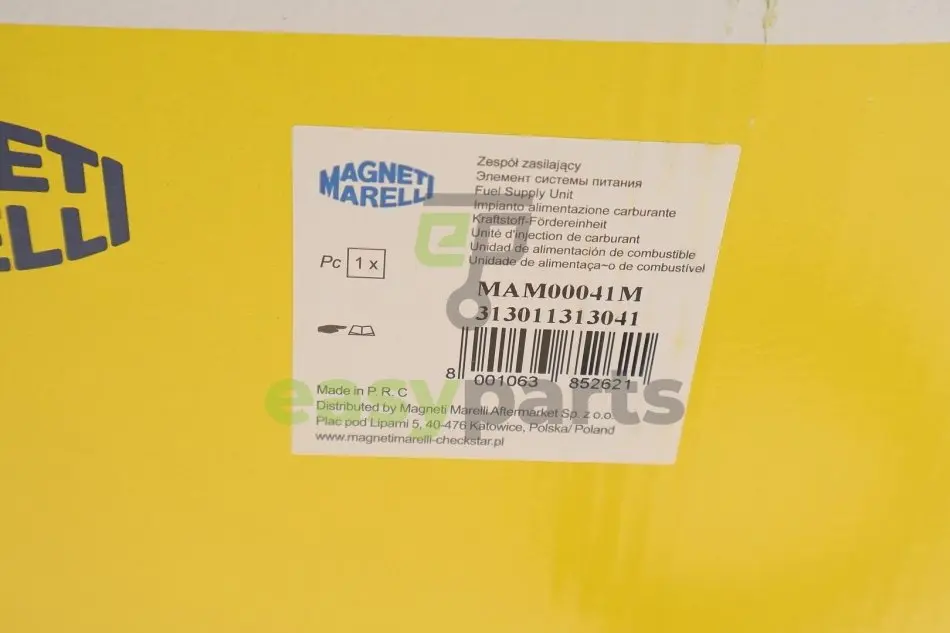 ETI
ELLI
MAGNETI
MARELLI
Zespół zasilający
Элемент системы питания
Fuel Supply Unit
Impianto alimentazione carburante
Kraftstoff-Fördereinheit
Unité d'injection de carburant
Unidad de alimentación de combustible
Unidade de alimentaça~o de combustível
Pc 1 x
MAM00041M
313011313041
8 001063 852621
easyparts
Made in P. R. C
Distributed by Magneti Marelli Aftermarket Sp. z o.o.
Plac pod Lipami 5, 40-476 Katowice, Polska/ Poland
www.magnetimarelli-checkstar.pl